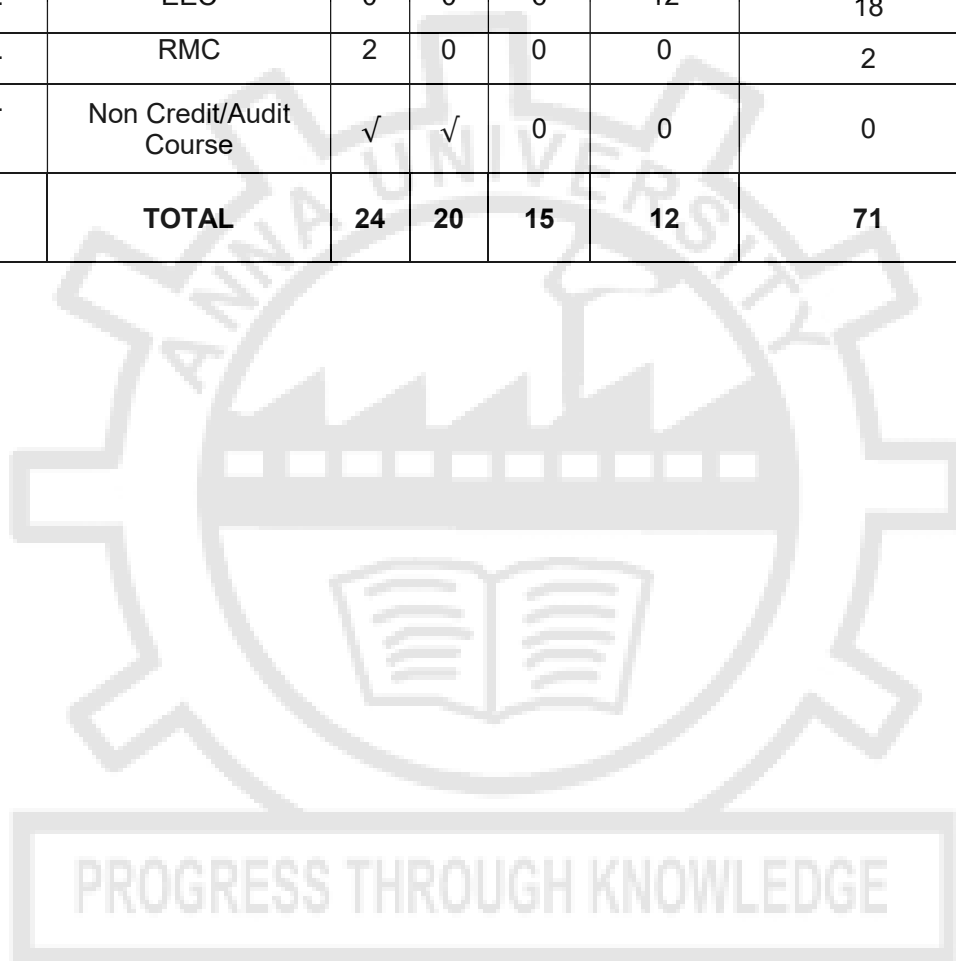 18
RMC 2 0 0 0 2
Non Credit/Audit Course √ √ 0 0 0
TOTAL 24 20 15 12 71
ANNA UNIVERSITY
PROGRESS THROUGH KNOWLEDGE